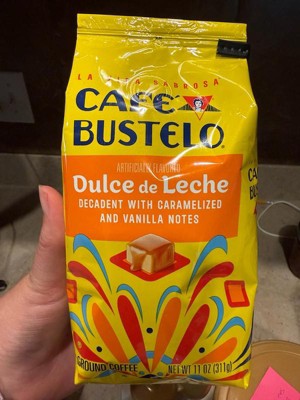 CAFÉ
BUSTELO
ARTIFICIALLY FLAVORED
Dulce de Leche
DECADENT WITH CARAMELIZED
AND VANILLA NOTES
GROUND COFFEE
NET WT 11 OZ (311g)